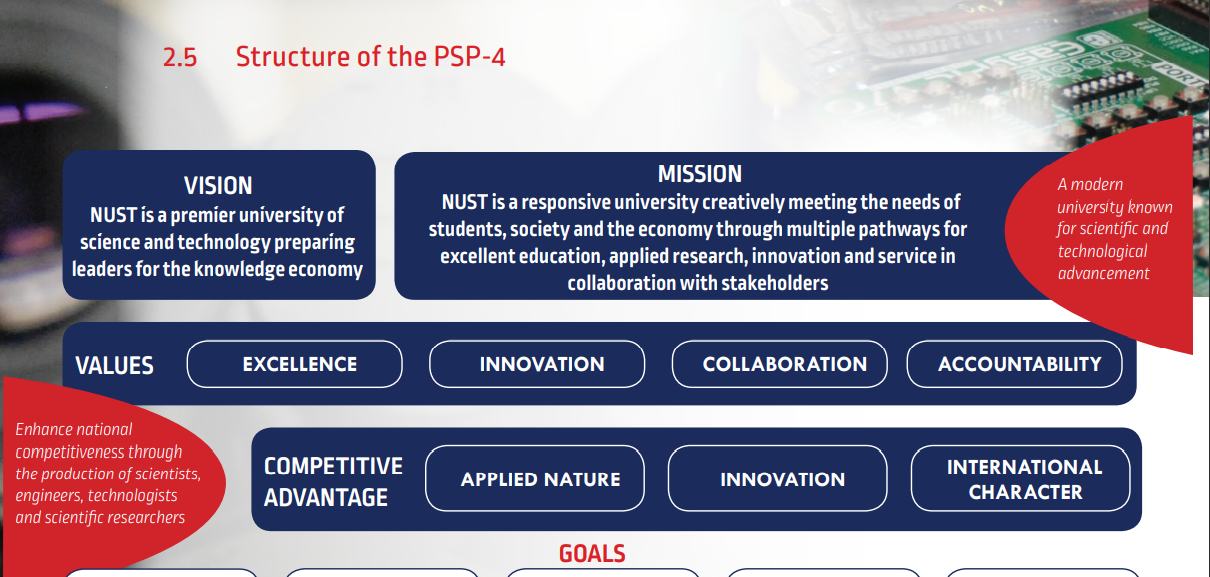 2.5 Structure of the PSP-4
VISION
NUST is a premier university of
science and technology preparing
leaders for the knowledge economy
MISSION
NUST is a responsive university creatively meeting the needs of
students, society and the economy through multiple pathways for
excellent education, applied research, innovation and service in
collaboration with stakeholders
A modern
university known
for scientific and
technological
advancement
VALUES
EXCELLENCE
INNOVATION
COLLABORATION
ACCOUNTABILITY
Enhance national
competitiveness through
the production of scientists,
engineers, technologists
and scientific researchers
COMPETITIVE
ADVANTAGE
APPLIED NATURE
INNOVATION
INTERNATIONAL
CHARACTER
GOALS
PORT